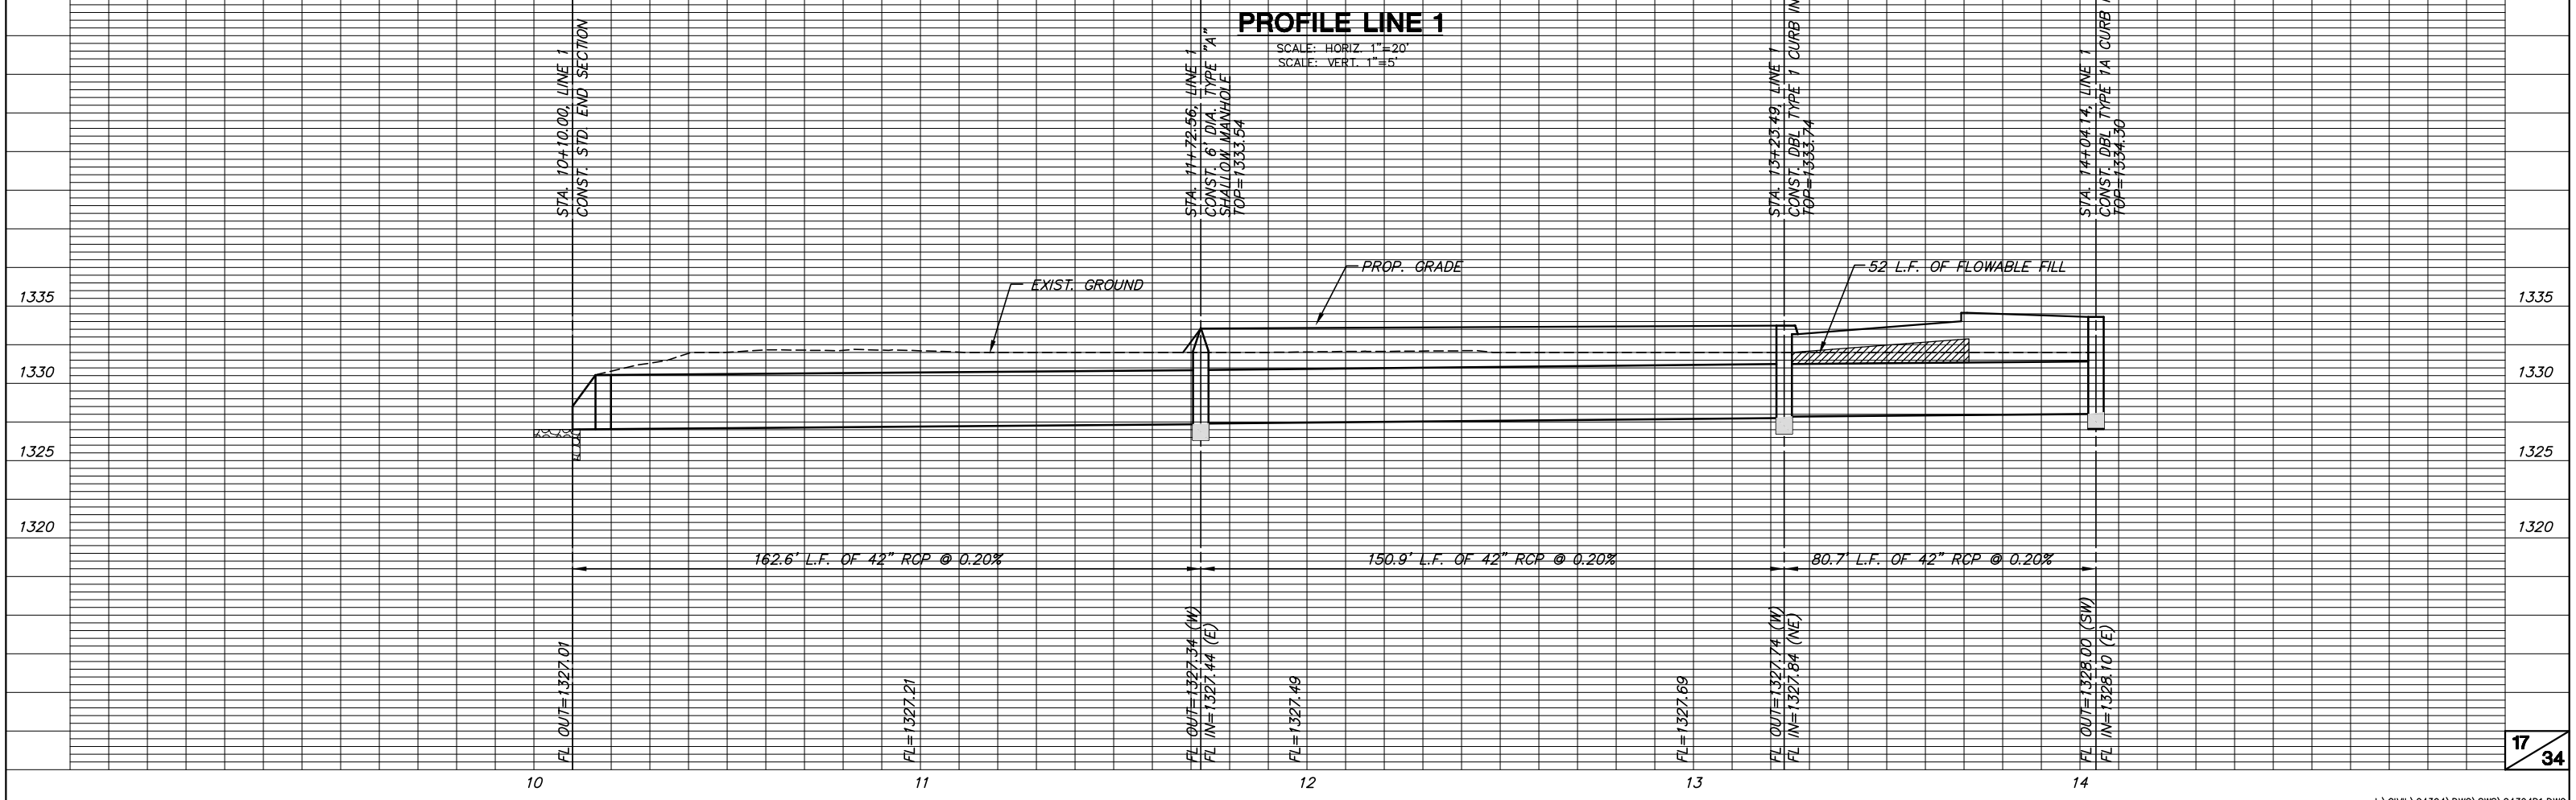 PROFILE LINE 1
SCALE: HORIZ. 1"=20'
SCALE: VERT. 1"=5'
STA. 10+10.00, LINE 1
CONST. STD. END SECTION
STA. 11+72.56, LINE 1
CONST. 6' DIA. TYPE "A"
SHALLOW MANHOLE
TOP=1333.54
STA. 13+23.49, LINE 1
CONST. DBL TYPE 1 CURB
TOP=1333.74
STA. 14+04.14, LINE 1
CONST. DBL TYPE 1A CURB
TOP=1334.30
EXIST. GROUND
PROP. GRADE
52 L.F. OF FLOWABLE FILL
1335
1335
1330
1330
1325
1325
1320
1320
162.6' L.F. OF 42" RCP @ 0.20%
150.9' L.F. OF 42" RCP @ 0.20%
80.7' L.F. OF 42" RCP @ 0.20%
FL OUT=1327.01
FL=1327.21
FL OUT=1327.34 (W)
FL IN=1327.44 (E)
FL=1327.49
FL=1327.69
FL OUT=1327.74 (W)
FL IN=1327.84 (NE)
FL OUT=1328.00 (SW)
FL IN=1328.10 (E)
10
11
12
13
14
17
34